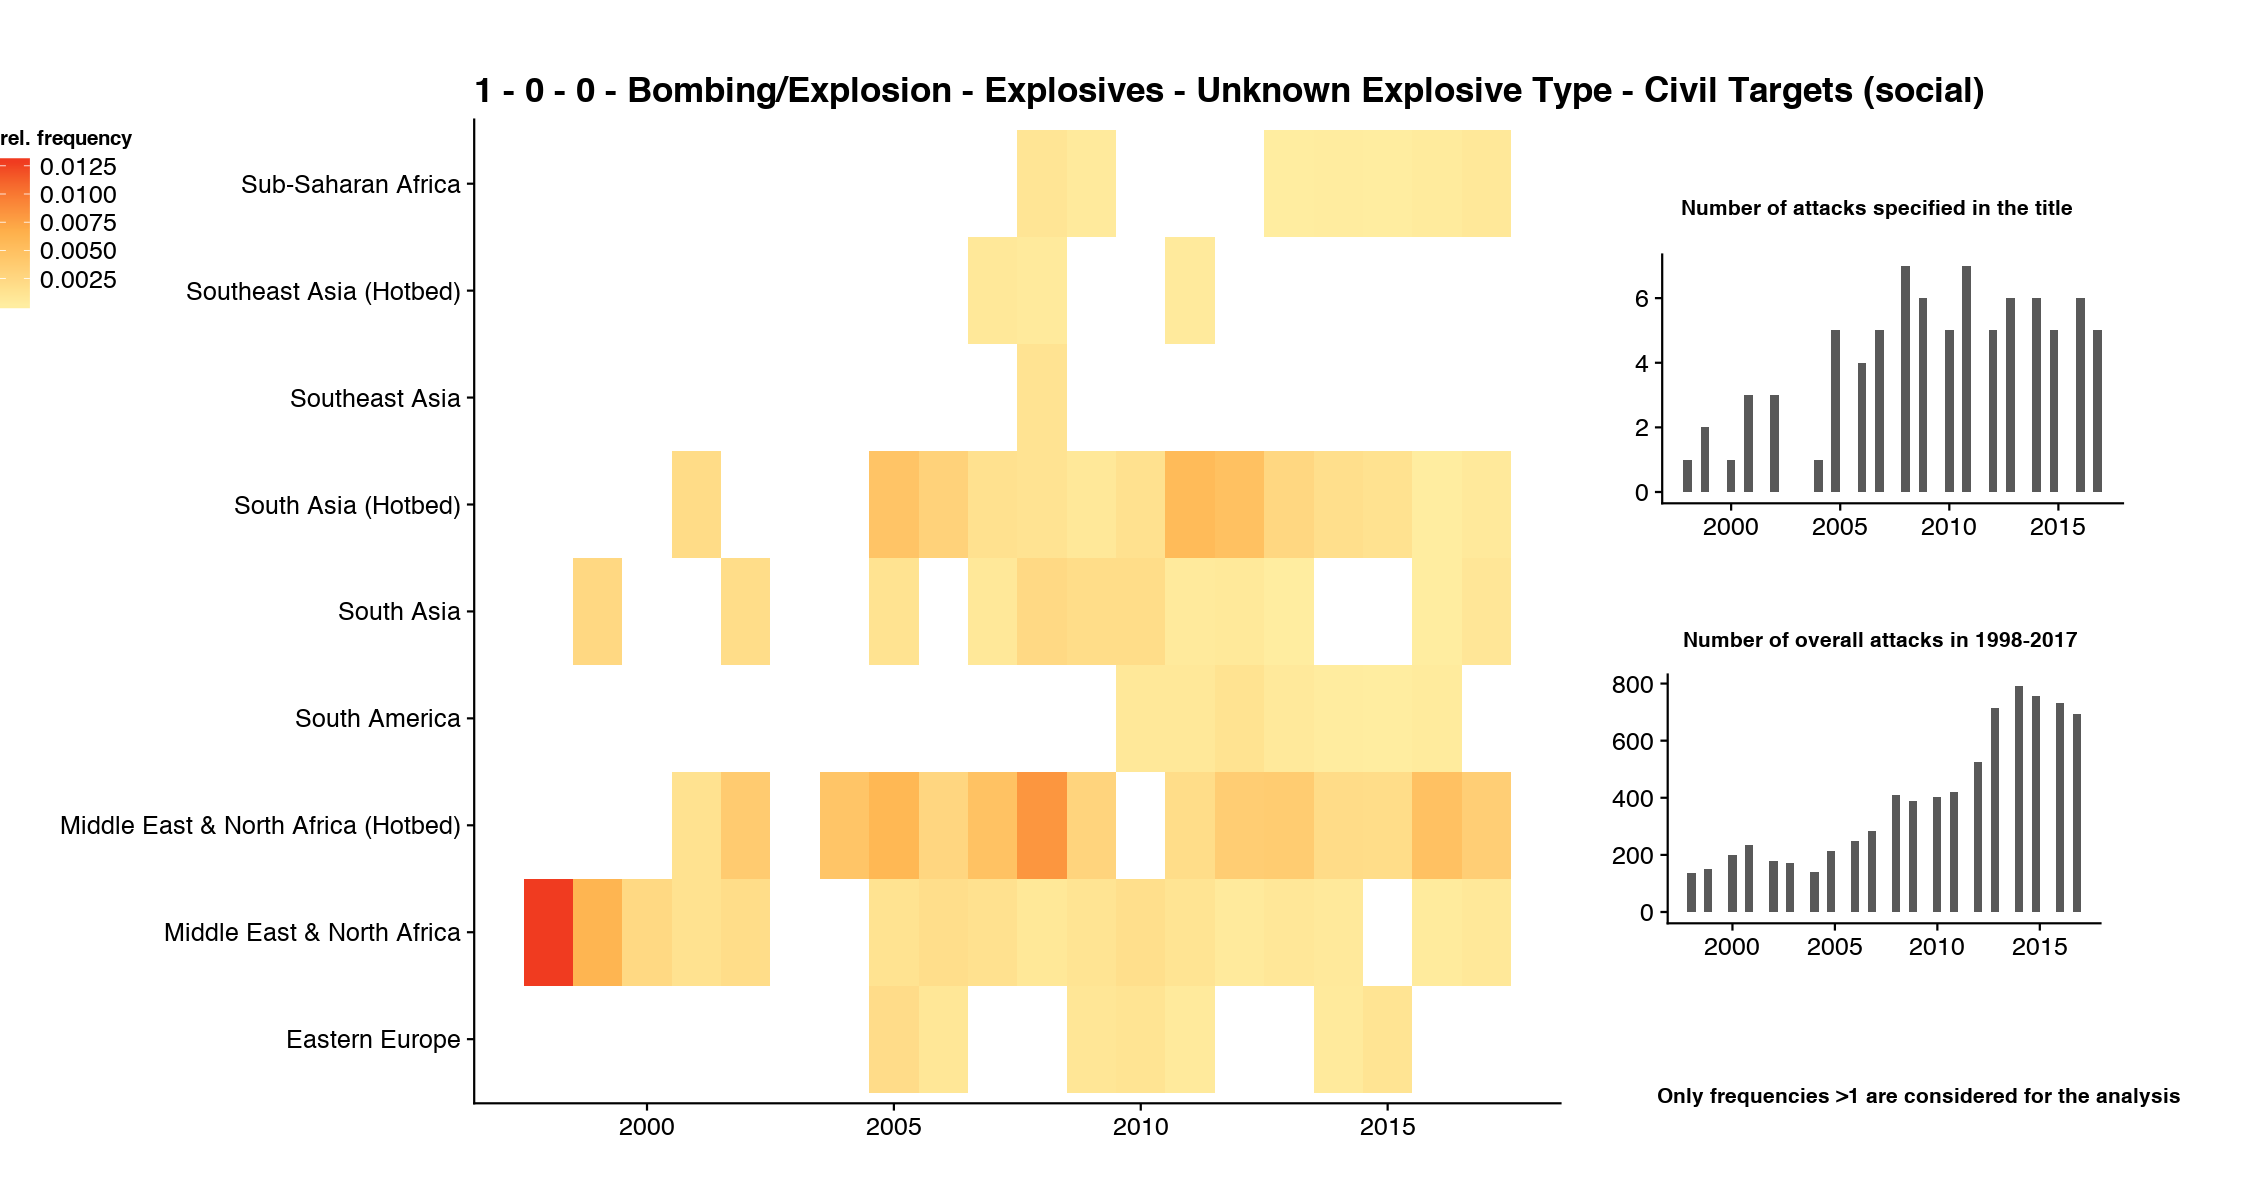 1 - 0 - 0 - Bombing/Explosion - Explosives - Unknown Explosive Type - Civil Targets (social)
rel. frequency
0.0125
0.0100
0.0075
0.0050
0.0025
Sub-Saharan Africa
Southeast Asia (Hotbed)
Southeast Asia
South Asia (Hotbed)
South Asia
South America
Middle East & North Africa (Hotbed)
Middle East & North Africa
Eastern Europe
2000 2005 2010 2015
Number of attacks specified in the title
6
4
2
0
2000 2005 2010 2015
Number of overall attacks in 1998-2017
800
600
400
200
0
2000 2005 2010 2015
Only frequencies >1 are considered for the analysis